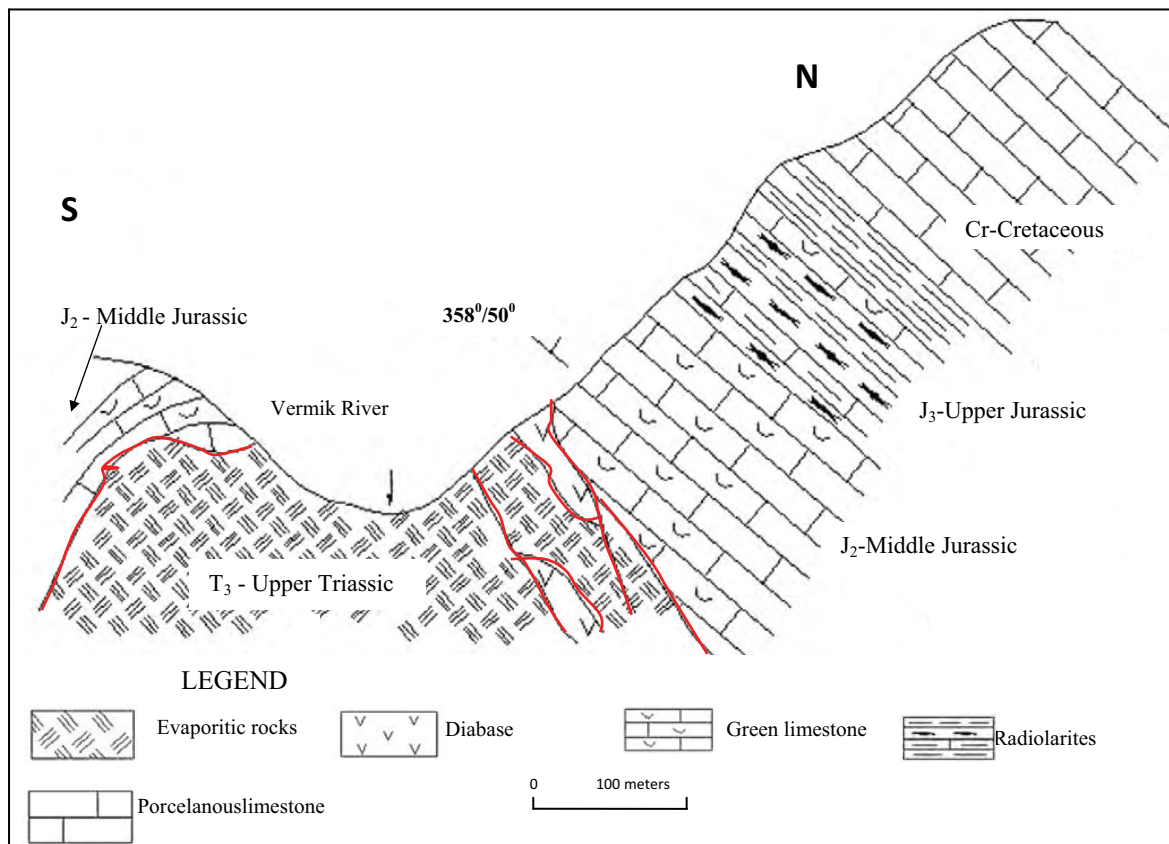 N
S
Cr-Cretaceous
J₂ - Middle Jurassic
358⁰/50⁰
Vermik River
J₃-Upper Jurassic
J₂-Middle Jurassic
T₃ - Upper Triassic
LEGEND
Evaporitic rocks
Diabase
Green limestone
Radiolarites
0 100 meters
Porcelanouslimestone